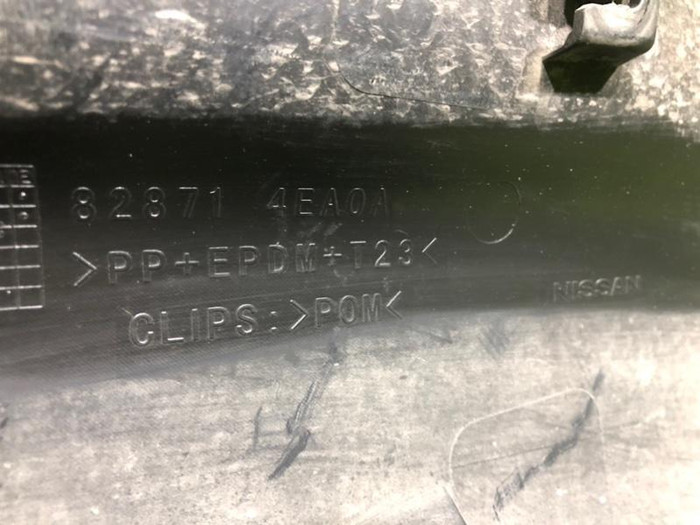 82871 4EA0A
>PP+EPDM+T23<
CLIPS:>POM<
NISSAN